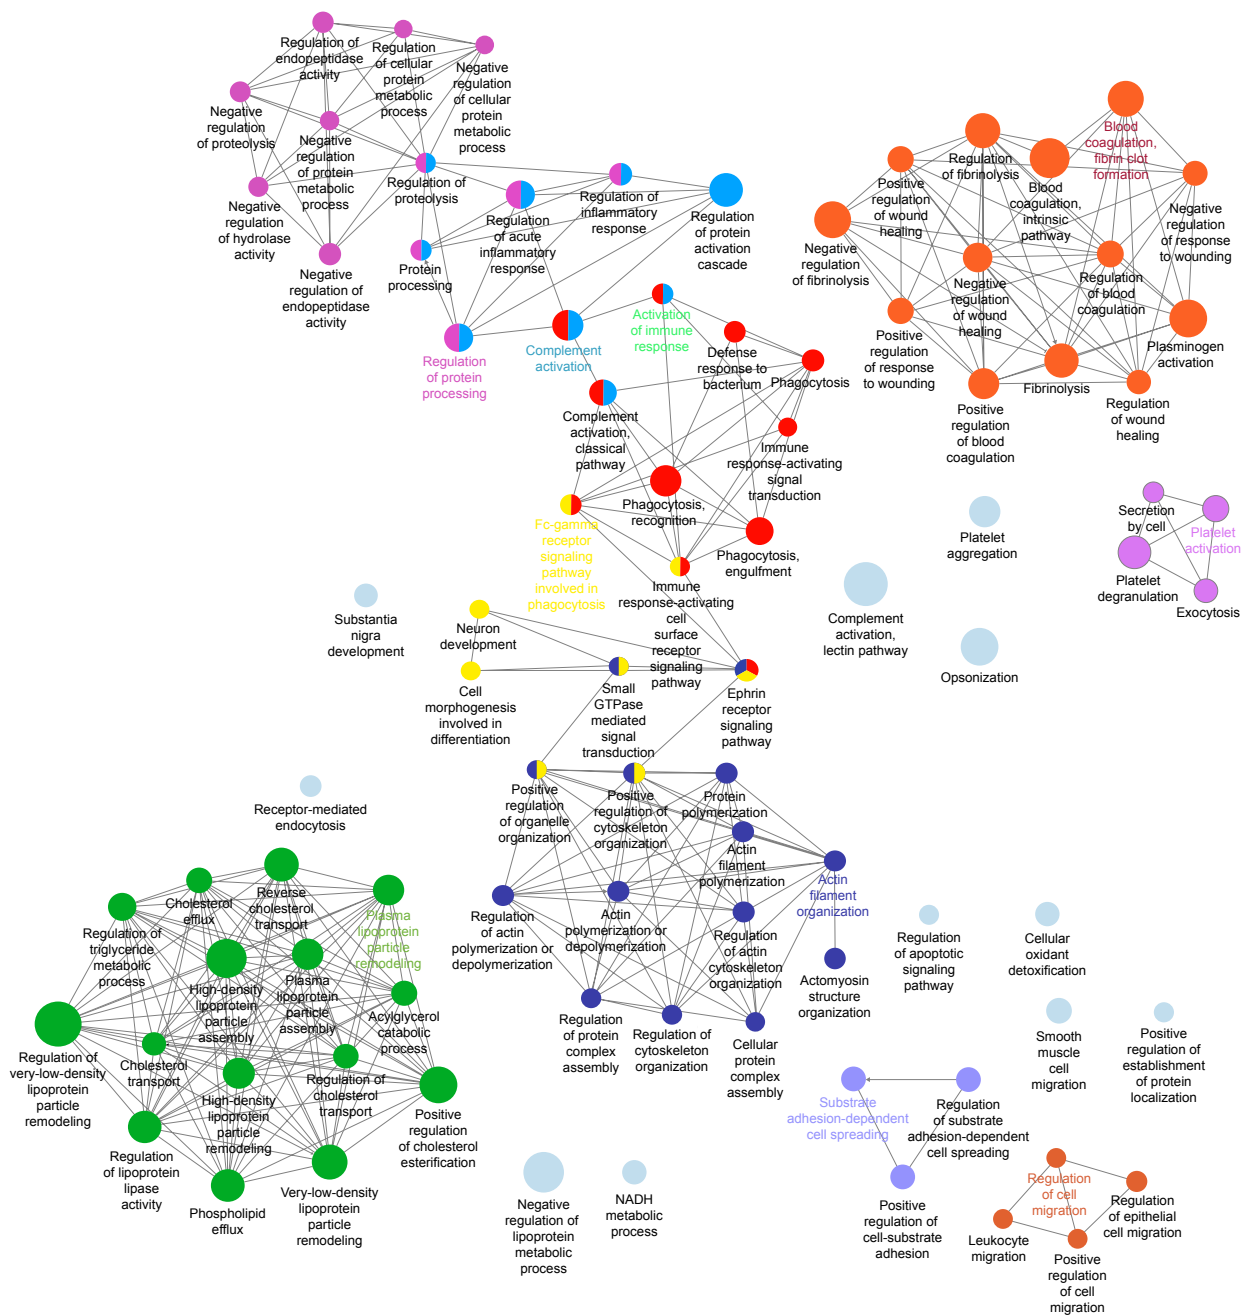 Regulation of
endopeptidase
activity
Regulation
of cellular
protein
metabolic
process
Negative
regulation
of cellular
protein
metabolic
process
Negative
regulation
of proteolysis
Negative
regulation
of protein
metabolic
process
Regulation of
proteolysis
Negative
regulation
of hydrolase
activity
Negative
regulation of
endopeptidase
activity
Protein
processing
Regulation
of acute
inflammatory
response
Regulation of
inflammatory
response
Regulation
of protein
activation
cascade
Regulation
of protein
processing
Complement
activation
Activation
of immune
response
Defense
response to
bacterium
Phagocytosis
Complement
activation,
classical
pathway
Immune
response-activating
signal
transduction
Phagocytosis,
recognition
Fc-gamma
receptor
signaling
pathway
involved in
phagocytosis
Phagocytosis,
engulfment
Immune
response-activating
cell
surface
receptor
signaling
pathway
Blood
coagulation,
fibrin clot
formation
Regulation
of fibrinolysis
Blood
coagulation,
intrinsic
pathway
Positive
regulation
of wound
healing
Negative
regulation
of response
to wounding
Negative
regulation
of fibrinolysis
Negative
regulation
of wound
healing
Regulation
of blood
coagulation
Positive
regulation
of response
to wounding
Plasminogen
activation
Fibrinolysis
Positive
regulation
of blood
coagulation
Regulation
of wound
healing
Platelet
aggregation
Secretion
by cell
Platelet
activation
Platelet
degranulation
Exocytosis
Complement
activation,
lectin pathway
Opsonization
Substantia
nigra
development
Neuron
development
Cell
morphogenesis
involved in
differentiation
Small
GTPase
mediated
signal
transduction
Ephrin
receptor
signaling
pathway
Receptor-mediated
endocytosis
Positive
regulation
of organelle
organization
Positive
regulation of
cytoskeleton
organization
Protein
polymerization
Actin
filament
polymerization
Actin
filament
organization
Regulation
of actin
polymerization or
depolymerization
Actin
polymerization or
depolymerization
Regulation
of actin
cytoskeleton
organization
Actomyosin
structure
organization
Regulation
of protein
complex
assembly
Regulation of
cytoskeleton
organization
Cellular
protein
complex
assembly
Cholesterol
efflux
Reverse
cholesterol
transport
Plasma
lipoprotein
particle
remodeling
Regulation of
triglyceride
metabolic
process
High-density
lipoprotein
particle
assembly
Plasma
lipoprotein
particle
assembly
Acylglycerol
catabolic
process
Regulation of
very-low-density
lipoprotein
particle
remodeling
Cholesterol
transport
High-density
lipoprotein
particle
remodeling
Regulation of
cholesterol
transport
Positive
regulation
of cholesterol
esterification
Regulation
of lipoprotein
lipase
activity
Phospholipid
efflux
Very-low-density
lipoprotein
particle
remodeling
Regulation
of apoptotic
signaling
pathway
Cellular
oxidant
detoxification
Smooth
muscle
cell
migration
Positive
regulation of
establishment
of protein
localization
Substrate
adhesion-dependent
cell spreading
Regulation
of substrate
adhesion-dependent
cell spreading
Positive
regulation of
cell-substrate
adhesion
Negative
regulation of
lipoprotein
metabolic
process
NADH
metabolic
process
Regulation
of cell
migration
Leukocyte
migration
Regulation
of epithelial
cell migration
Positive
regulation
of cell
migration